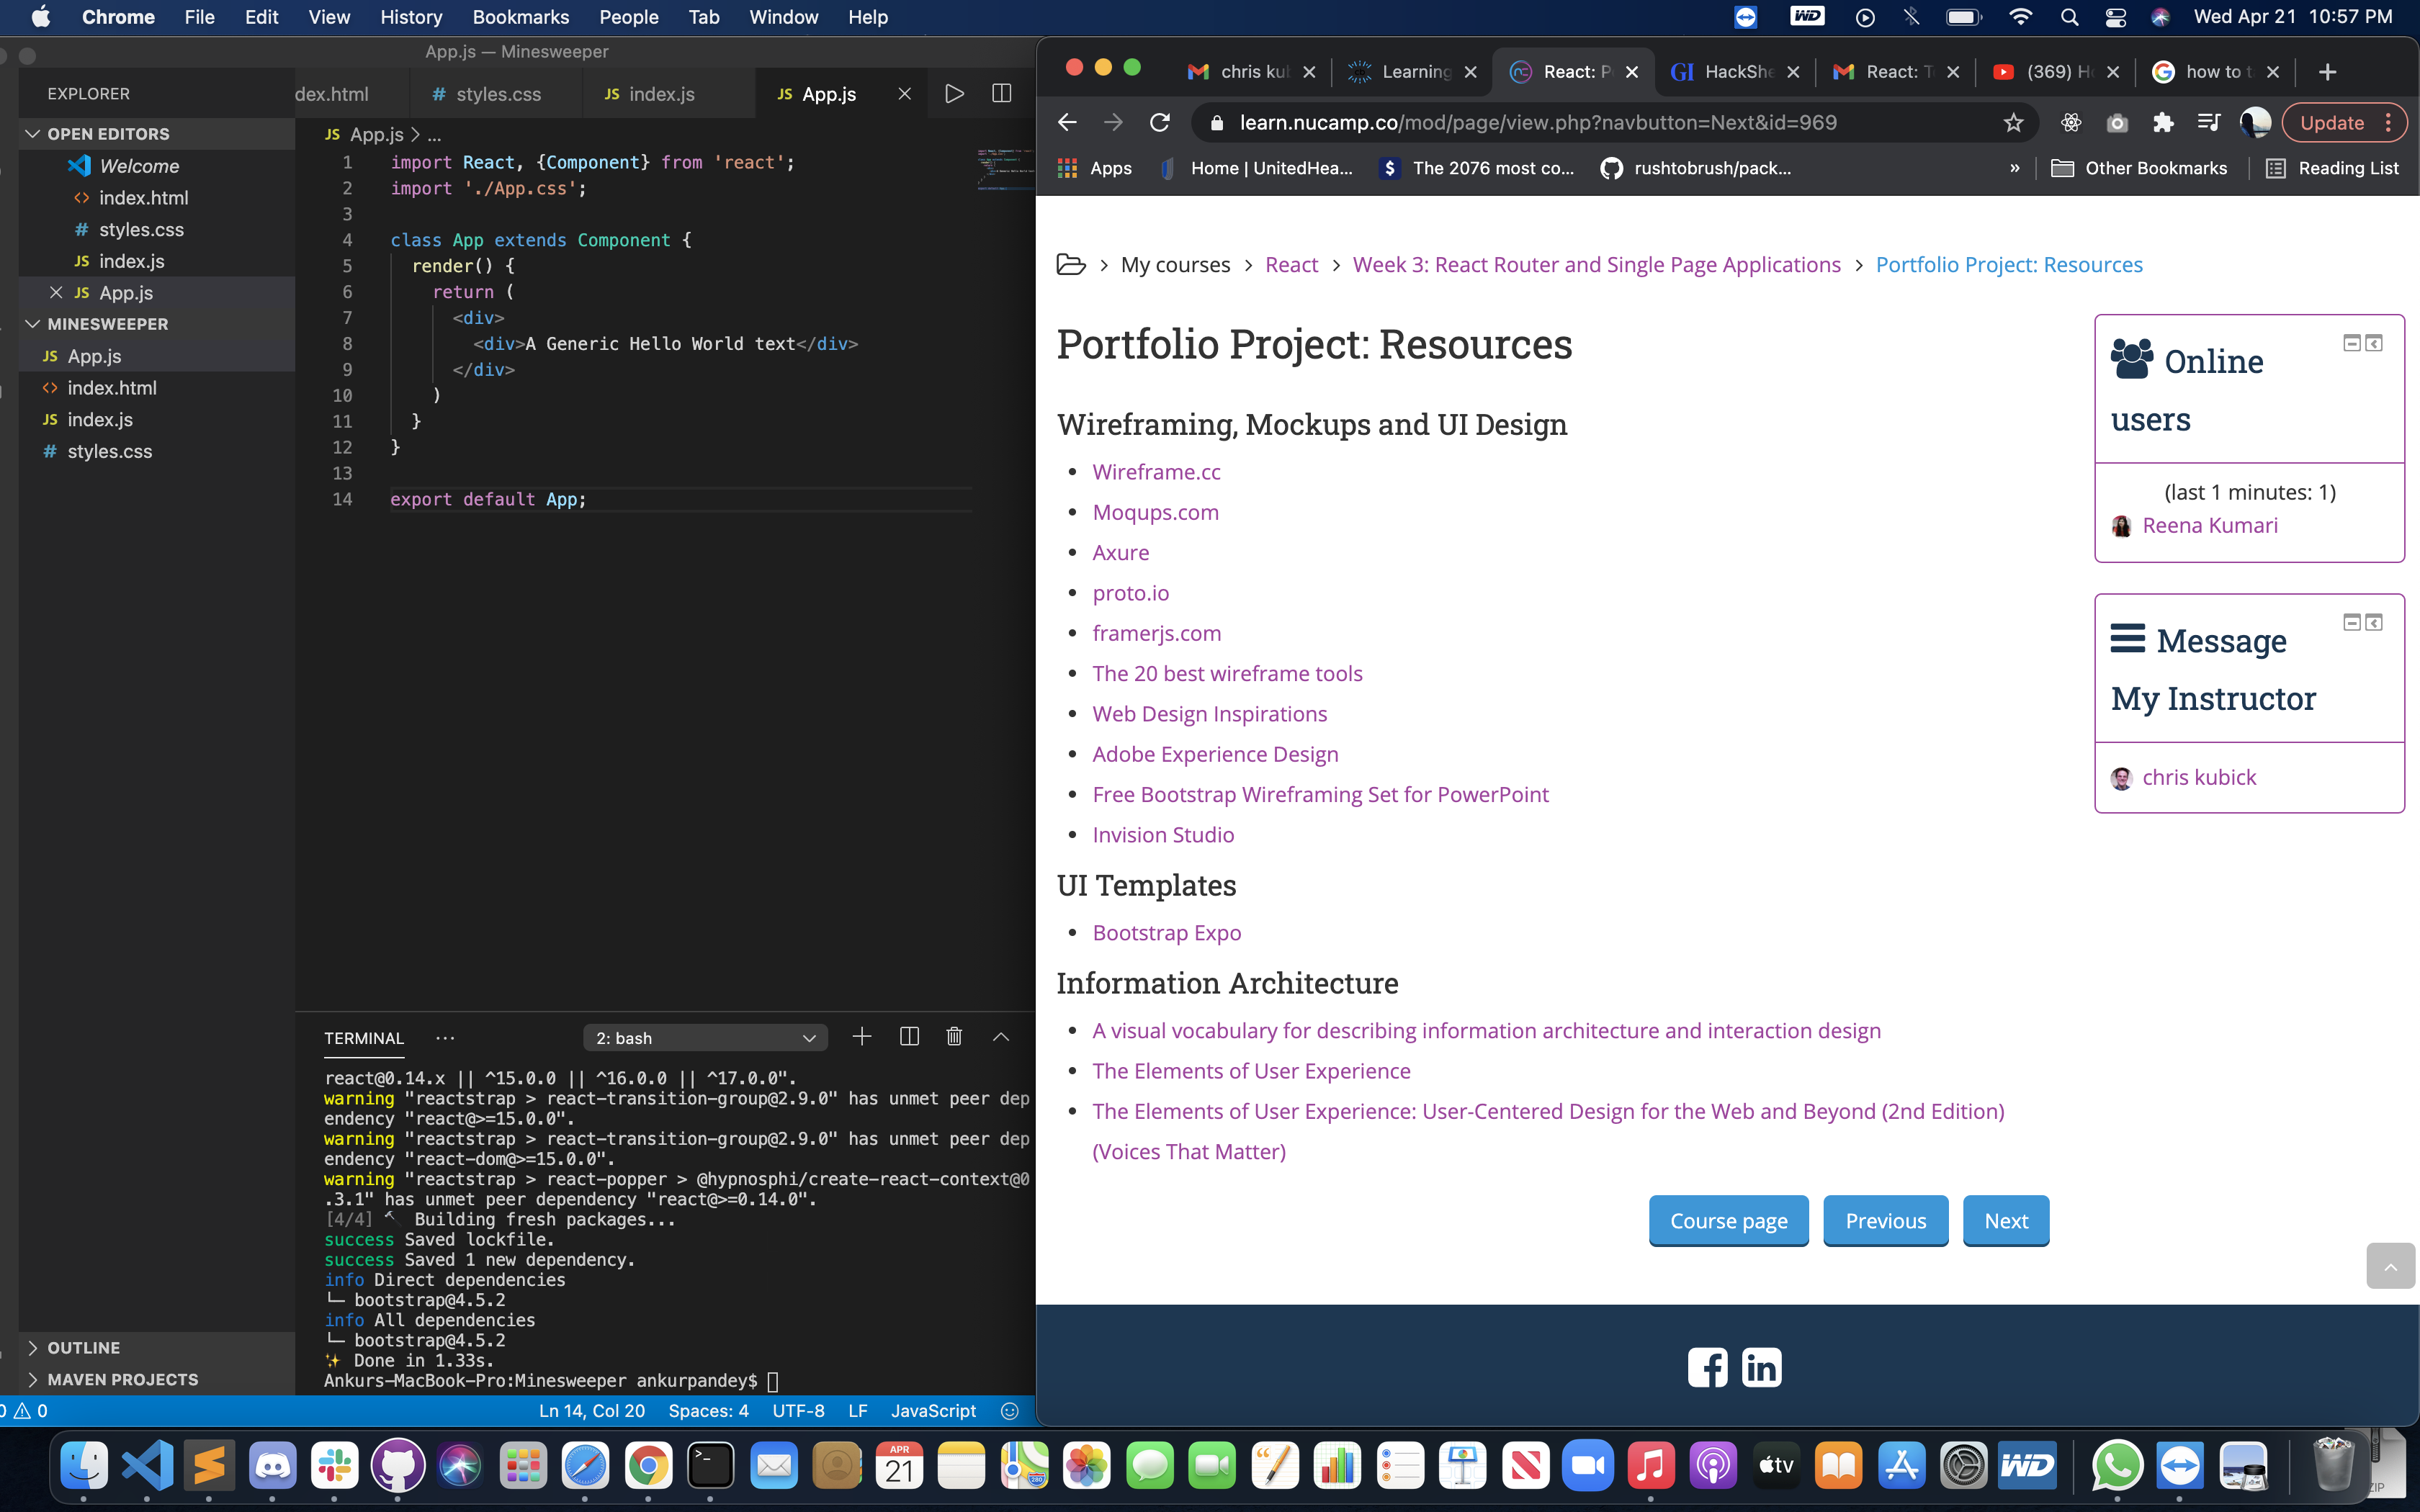 Chrome File Edit View History Bookmarks People Tab Window Help
WD
Wed Apr 21 10:57 PM
App.js — Minesweeper
EXPLORER
OPEN EDITORS
Welcome
<> index.html
# styles.css
JS index.js
JS App.js
MINESWEEPER
JS App.js
<> index.html
JS index.js
# styles.css
OUTLINE
MAVEN PROJECTS
dex.html # styles.css JS index.js JS App.js
JS App.js > ...
1 import React, {Component} from 'react';
2 import './App.css';
3
4 class App extends Component {
5 render() {
6 return (
7 <div>
8 <div>A Generic Hello World text</div>
9 </div>
10 )
11 }
12 }
13
14 export default App;
TERMINAL ... 2: bash
react@0.14.x || ^15.0.0 || ^16.0.0 || ^17.0.0".
warning "reactstrap > react-transition-group@2.9.0" has unmet peer dep
endency "react@>=15.0.0".
warning "reactstrap > react-transition-group@2.9.0" has unmet peer dep
endency "react-dom@>=15.0.0".
warning "reactstrap > react-popper > @hypnosphi/create-react-context@0
.3.1" has unmet peer dependency "react@>=0.14.0".
[4/4] Building fresh packages...
success Saved lockfile.
success Saved 1 new dependency.
info Direct dependencies
└─ bootstrap@4.5.2
info All dependencies
└─ bootstrap@4.5.2
✨ Done in 1.33s.
Ankurs-MacBook-Pro:Minesweeper ankurpandey$
0 0
Ln 14, Col 20 Spaces: 4 UTF-8 LF JavaScript
chris kub Learning React: P GI HackShe React: T (369) H how to t
learn.nucamp.co/mod/page/view.php?navbutton=Next&id=969
Update
Apps Home | UnitedHea... The 2076 most co... rushtobrush/pack... » Other Bookmarks Reading List
> My courses > React > Week 3: React Router and Single Page Applications > Portfolio Project: Resources
Portfolio Project: Resources
Wireframing, Mockups and UI Design
• Wireframe.cc
• Moqups.com
• Axure
• proto.io
• framerjs.com
• The 20 best wireframe tools
• Web Design Inspirations
• Adobe Experience Design
• Free Bootstrap Wireframing Set for PowerPoint
• Invision Studio
UI Templates
• Bootstrap Expo
Information Architecture
• A visual vocabulary for describing information architecture and interaction design
• The Elements of User Experience
• The Elements of User Experience: User-Centered Design for the Web and Beyond (2nd Edition)
(Voices That Matter)
Course page Previous Next
Online
users
(last 1 minutes: 1)
Reena Kumari
Message
My Instructor
chris kubick
APR
21
280
tv
WD
ZIP